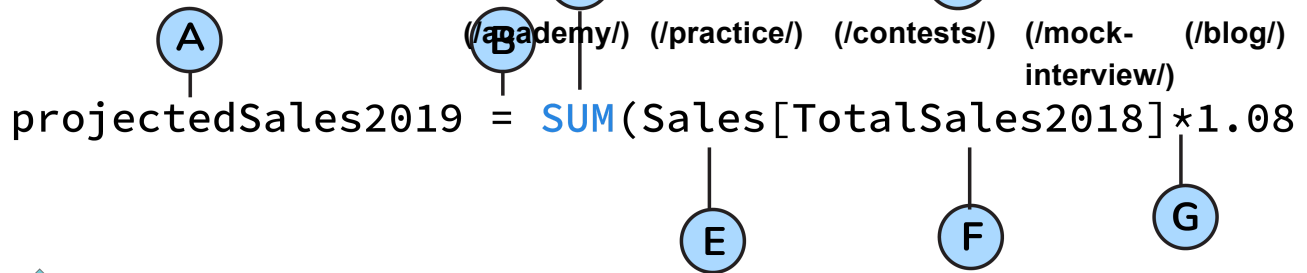 A
B
(/academy/) (/practice/) (/contests/) (/mock-interview/) (/blog/)
projectedSales2019 = SUM(Sales[TotalSales2018]*1.08
E
F
G